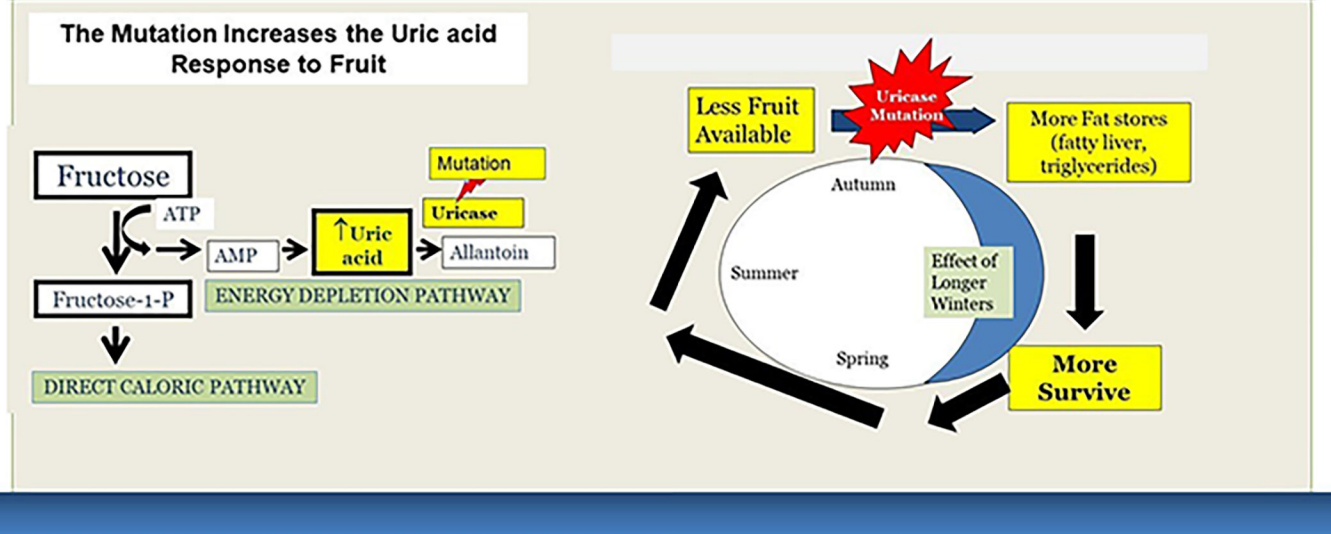 The Mutation Increases the Uric acid
Response to Fruit
Fructose
ATP
AMP
↑Uric
acid
Mutation
Uricase
Allantoin
Fructose-1-P
ENERGY DEPLETION PATHWAY
DIRECT CALORIC PATHWAY
Less Fruit
Available
Uricase
Mutation
More Fat stores
(fatty liver,
triglycerides)
Autumn
Summer
Effect of
Longer
Winters
Spring
More
Survive